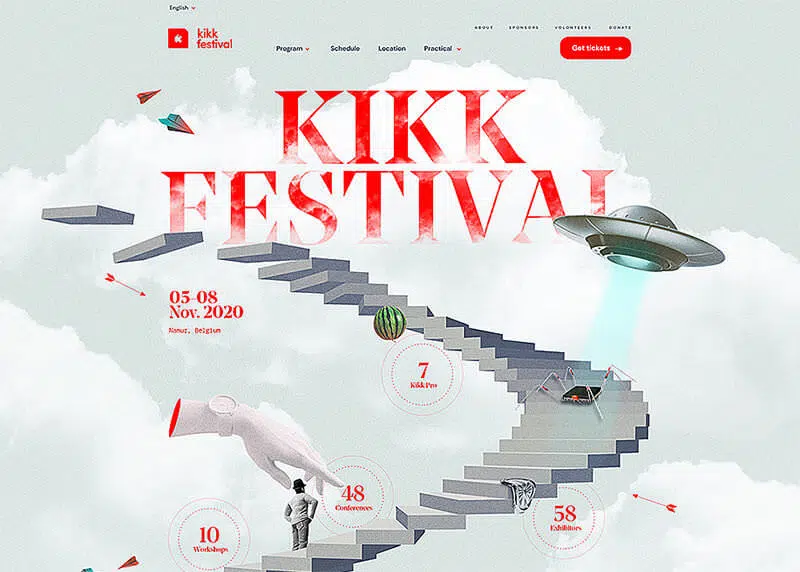 English
kikk
festival
ABOUT SPONSORS VOLUNTEERS DONATE
Program Schedule Location Practical
Get tickets
KIKK
FESTIVAL
05-08
Nov. 2020
Namur, Belgium
7
Kikk Pro
48
Conferences
58
Exhibitors
10
Workshops